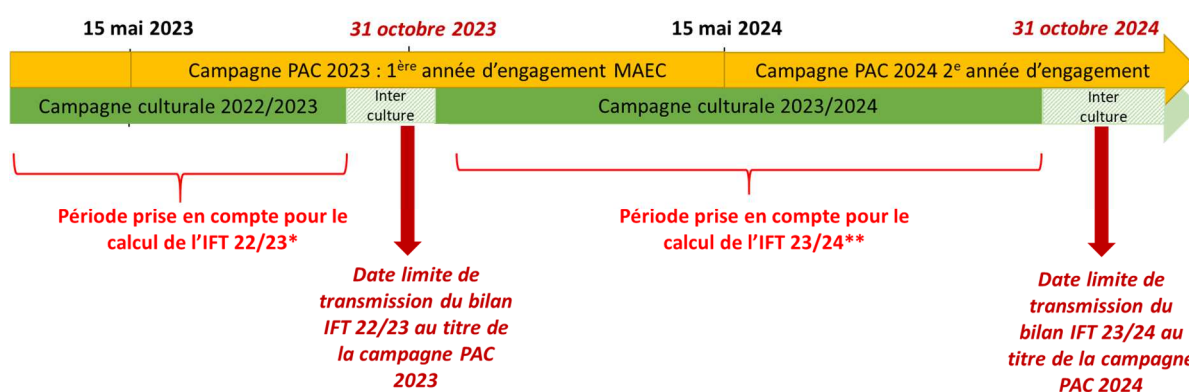 15 mai 2023
31 octobre 2023
15 mai 2024
31 octobre 2024
Campagne PAC 2023 : 1ère année d'engagement MAEC
Campagne PAC 2024 2e année d'engagement
Campagne culturale 2022/2023
Inter
culture
Campagne culturale 2023/2024
Inter
culture
Période prise en compte pour le
calcul de l'IFT 22/23*
Période prise en compte pour le
calcul de l'IFT 23/24**
Date limite de
transmission du bilan
IFT 22/23 au titre de
la campagne PAC
2023
Date limite de
transmission du
bilan IFT 23/24 au
titre de la campagne
PAC 2024